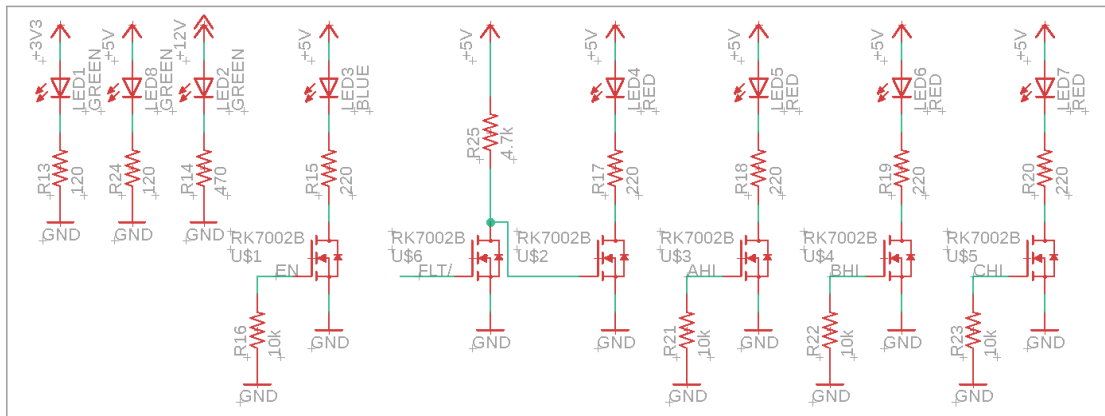 +3V3
LED1
GREEN
R13
120
GND
+5V
LED8
GREEN
R24
120
GND
+12V
LED2
GREEN
R14
470
GND
+5V
LED3
BLUE
R15
220
RK7002B
U$1
EN
R16
10k
GND
GND
+5V
R25
4.7k
RK7002B
U$6
FLT/
GND
+5V
LED4
RED
R17
220
RK7002B
U$2
GND
+5V
LED5
RED
R18
220
RK7002B
U$3
AHI
R21
10k
GND
GND
+5V
LED6
RED
R19
220
RK7002B
U$4
BHI
R22
10k
GND
GND
+5V
LED7
RED
R20
220
RK7002B
U$5
CHI
R23
10k
GND
GND